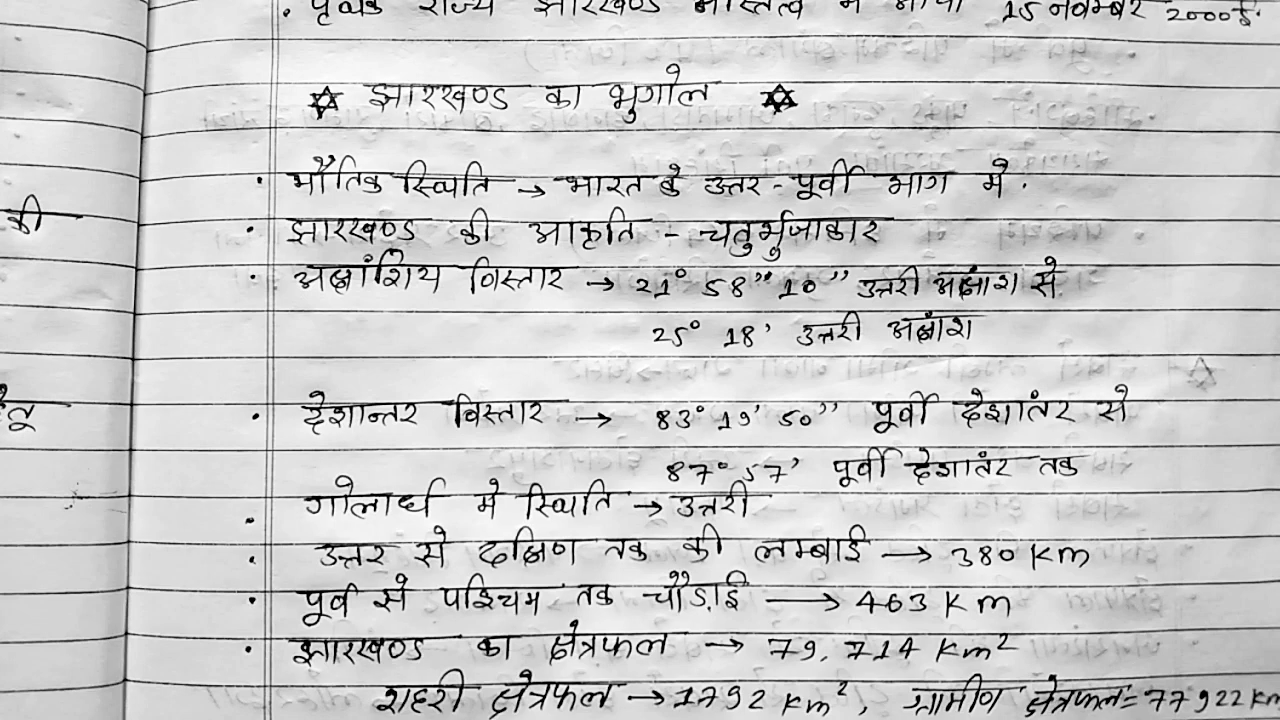 . पृथक राज्य झारखण्ड अस्तित्व में आया 15 नवम्बर 2000 ई.
✡ झारखण्ड का भुगोल ✡
. भौतिक स्थिति → भारत के उत्तर - पूर्वी भाग मे .
की
. झारखण्ड की आकृति - चतुर्भुजाकार
. अक्षांशिय विस्तार → 21° 58" 10" उत्तरी अक्षांश से
25° 18' उत्तरी अक्षांश
. देशान्तर विस्तार → 83° 19' 50" पूर्वी देशांतर से
87° 57' पूर्वी देशातंर तक
. गोलार्ध मे स्थिति → उत्तरी
. उत्तर से दक्षिण तक की लम्बाई → 380 Km
. पूर्व से पश्चिम तक चौड़ाई → 463 Km
. झारखण्ड का क्षेत्रफल → 79,714 Km²
शहरी क्षेत्रफल → 1792 km², ग्रामीण क्षेत्रफल = 77922 km